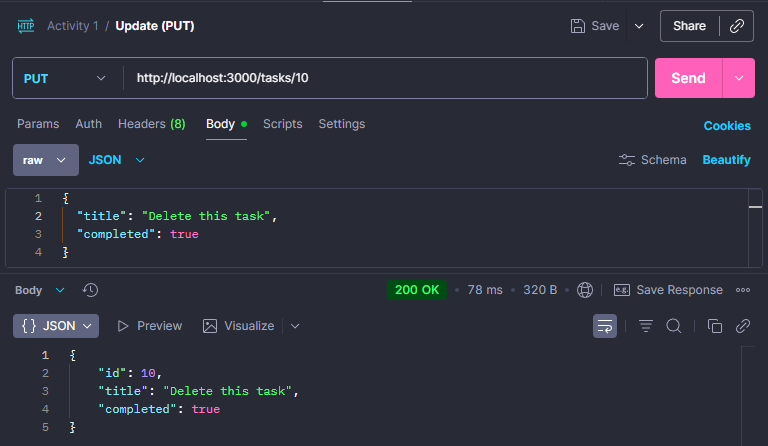 HTTP Activity 1 / Update (PUT) Save Share
PUT http://localhost:3000/tasks/10 Send
Params Auth Headers (8) Body Scripts Settings Cookies
raw JSON Schema Beautify
1 {
2 "title": "Delete this task",
3 "completed": true
4 }
Body 200 OK • 78 ms • 320 B • e.g. Save Response
{} JSON Preview Visualize
1 {
2 "id": 10,
3 "title": "Delete this task",
4 "completed": true
5 }